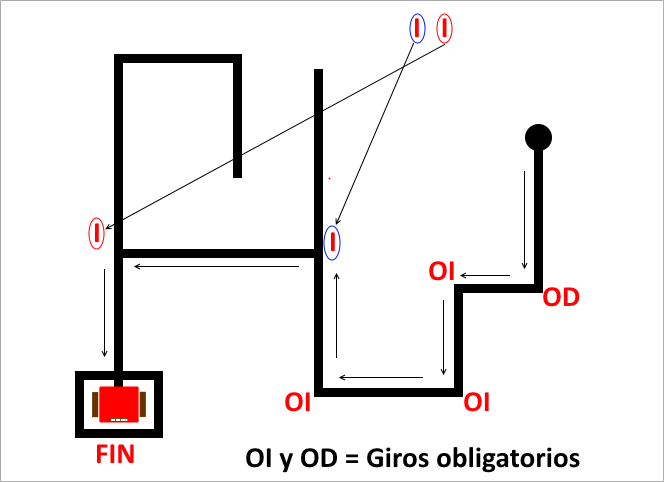 I I
I
I
OI
OD
OI
OI
FIN
OI y OD = Giros obligatorios